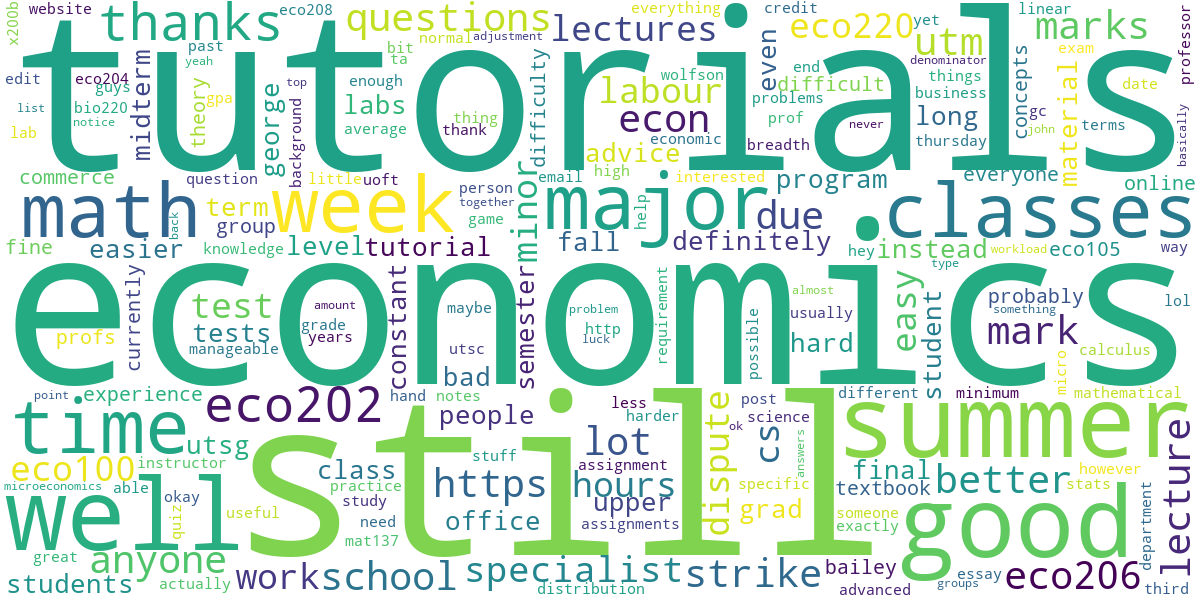 tutorials
economics
still
x200b
website
thanks
eco208
questions
normal
adjustment
lectures
everything
credit
eco220
yet
linear
marks
professor
past
yeah
bit
ta
even
utm
denominator
exam
edit
eco204
guys
list
bio220
notice
midterm
theory
gpa
top
george
background
enough
labs
average
thing
thank
difficulty
wolfson
labour
econ
economic
problems
end
difficult
prof
breadth
never
things
business
long
thursday
concepts
gc
john
terms
material
date
basically
lab
commerce
question
little
uoft
person
together
email
high
advice
interested
program
everyone
online
math
back
term
group
week
game
minor
major
help
due
classes
fine
easier
knowledge
level
tutorial
fall
definitely
hey
instead
workload
eco105
way
type
currently
test
tests
profs
manageable
amount
grade
years
constant
maybe
utsc
bad
semester
problem
http
luck
requirement
possible
almost
usually
hard
easy
student
probably
something
mark
lol
micro
calculus
point
experience
eco202
hand
notes
people
less
harder
post
science
different
minimum
mathematical
time
utsg
eco100
instructor
microeconomics
able
okay
quiz
useful
class
practice
study
need
mat137
https
stuff
office
lot
assignment
hours
upper
assignments
dispute
ok
cs
specific
grad
answers
summer
final
better
textbook
someone
exactly
however
stats
lecture
well
great
anyone
students
actually
work
school
specialist
distribution
strike
bailey
advanced
good
essay
groups
eco206
department
third